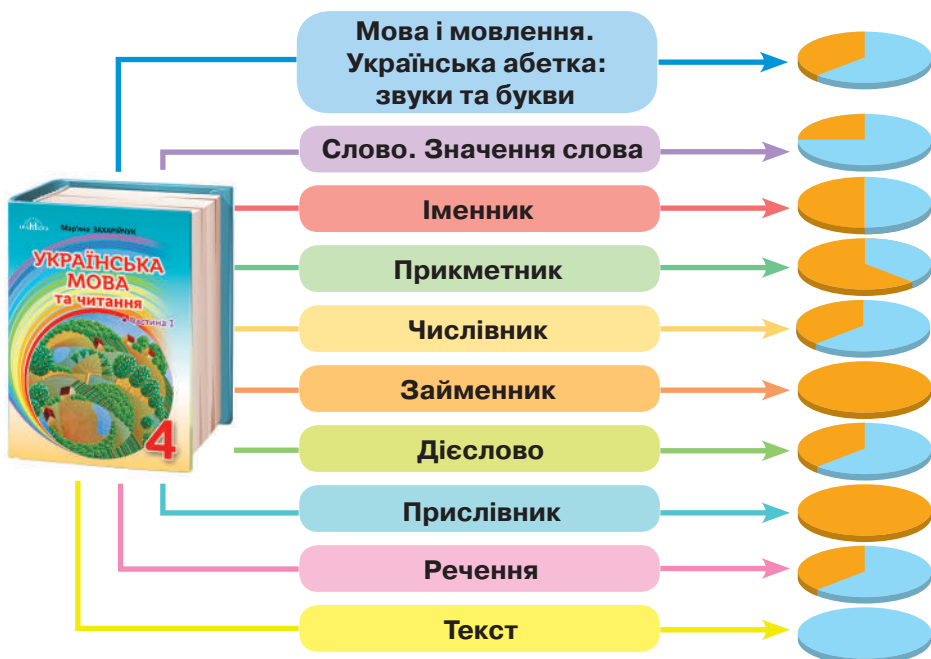 Мова і мовлення.
Українська абетка:
звуки та букви
Слово. Значення слова
Іменник
Прикметник
Числівник
Займенник
Дієслово
Прислівник
Речення
Текст
Мар'яна ЗАХАРІЙЧУК
УКРАЇНСЬКА
МОВА
та читання
Частина 1
4